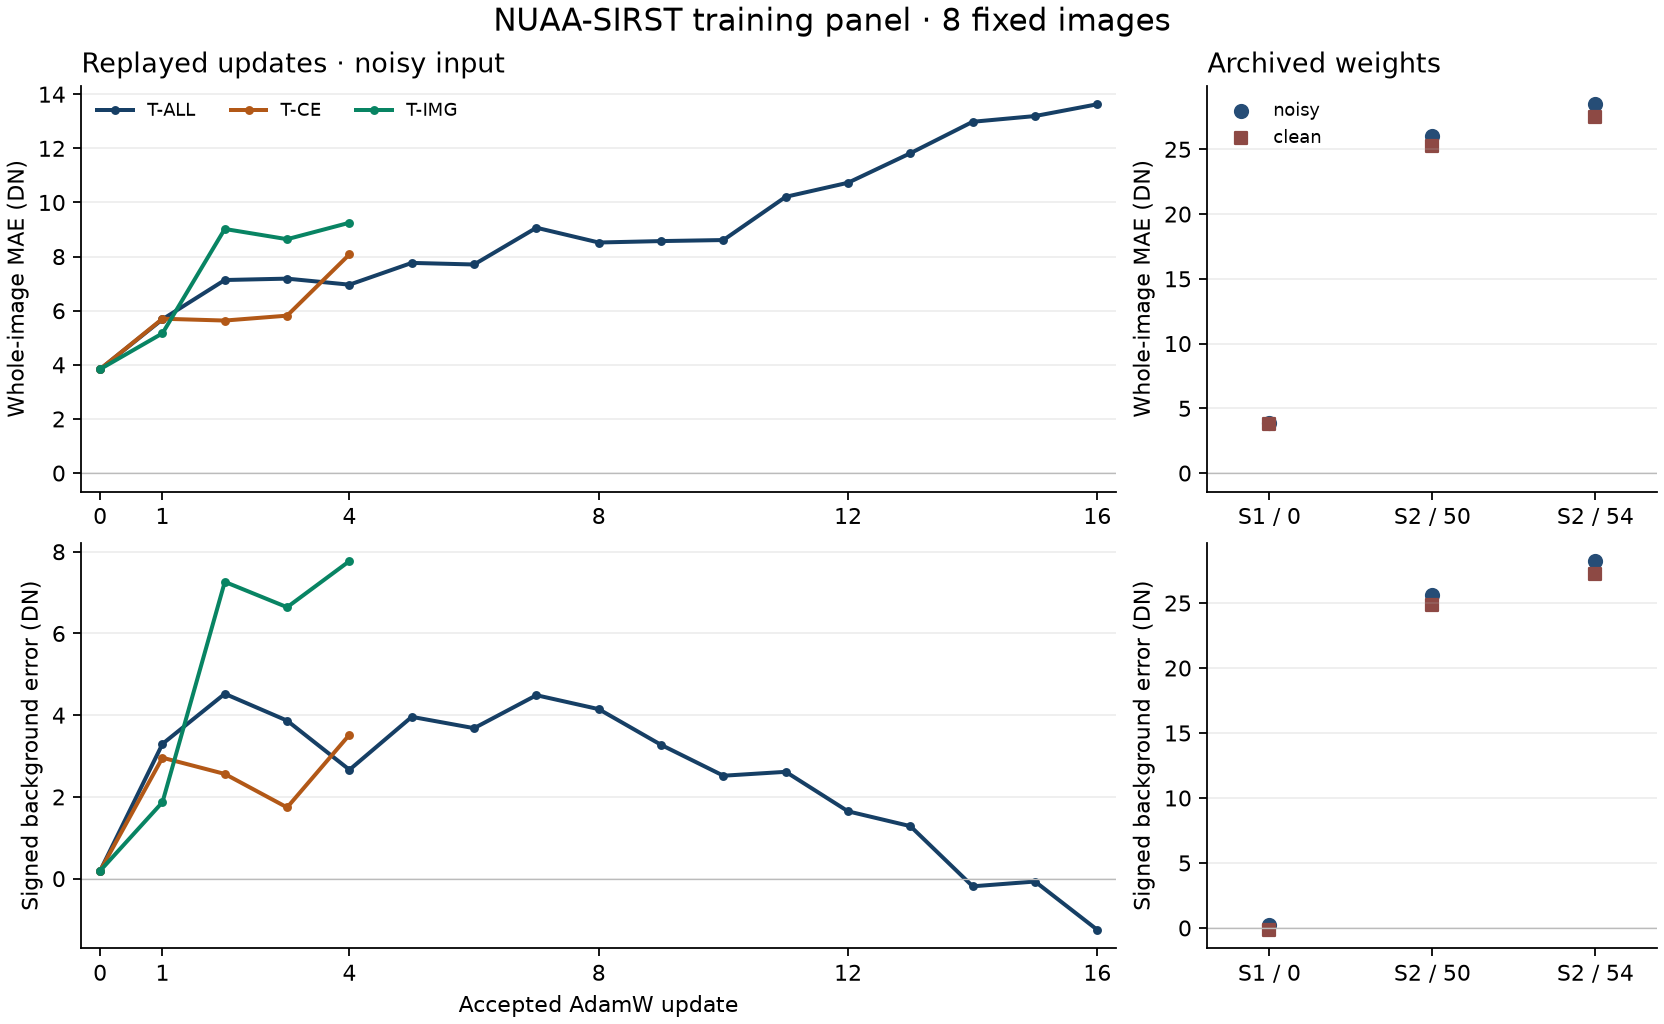 NUAA-SIRST training panel · 8 fixed images
Replayed updates · noisy input
Whole-image MAE (DN)
14
12
10
8
6
4
2
0
T-ALL
T-CE
T-IMG
0 1 4 8 12 16
Archived weights
Whole-image MAE (DN)
25
20
15
10
5
0
noisy
clean
S1 / 0
S2 / 50
S2 / 54
Signed background error (DN)
8
6
4
2
0
0 1 4 8 12 16
Accepted AdamW update
Signed background error (DN)
25
20
15
10
5
0
S1 / 0
S2 / 50
S2 / 54